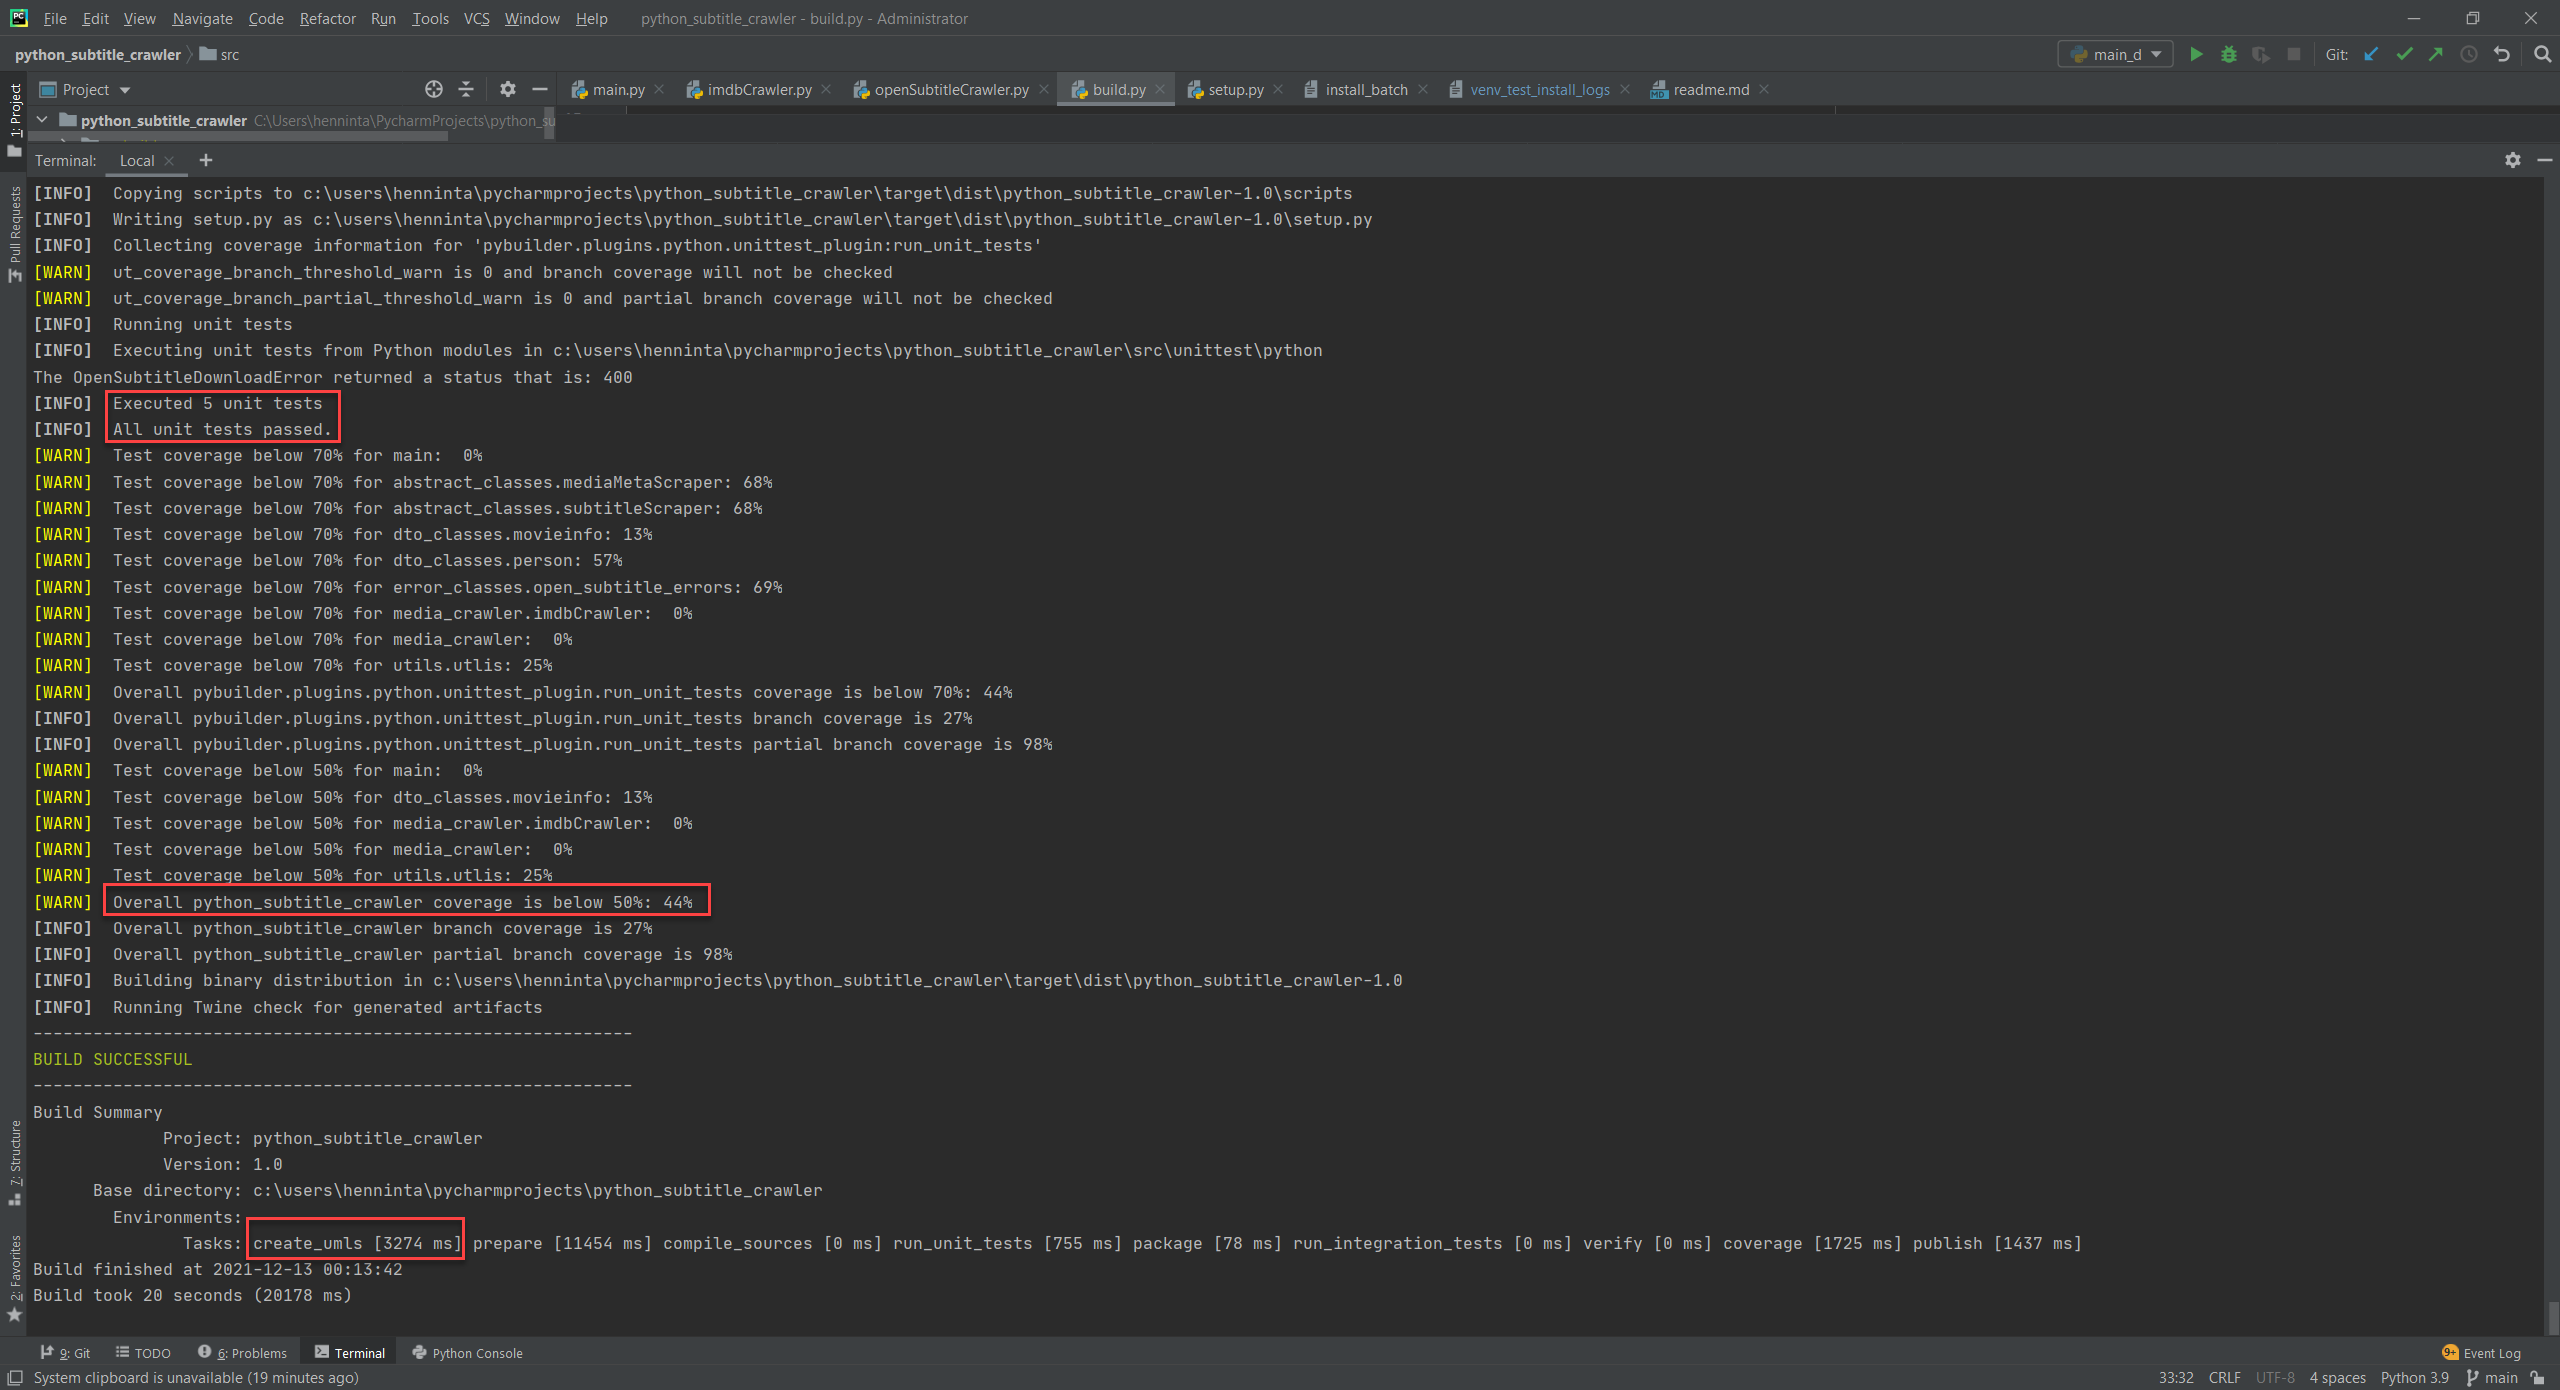 File Edit View Navigate Code Refactor Run Tools VCS Window Help python_subtitle_crawler - build.py - Administrator
python_subtitle_crawler src main_d Git:
Project main.py imdbCrawler.py openSubtitleCrawler.py build.py setup.py install_batch venv_test_install_logs readme.md
python_subtitle_crawler C:\Users\henninta\PycharmProjects\python_su
Terminal: Local
[INFO]  Copying scripts to c:\users\henninta\pycharmprojects\python_subtitle_crawler\target\dist\python_subtitle_crawler-1.0\scripts
[INFO]  Writing setup.py as c:\users\henninta\pycharmprojects\python_subtitle_crawler\target\dist\python_subtitle_crawler-1.0\setup.py
[INFO]  Collecting coverage information for 'pybuilder.plugins.python.unittest_plugin:run_unit_tests'
[WARN]  ut_coverage_branch_threshold_warn is 0 and branch coverage will not be checked
[WARN]  ut_coverage_branch_partial_threshold_warn is 0 and partial branch coverage will not be checked
[INFO]  Running unit tests
[INFO]  Executing unit tests from Python modules in c:\users\henninta\pycharmprojects\python_subtitle_crawler\src\unittest\python
The OpenSubtitleDownloadError returned a status that is: 400
[INFO]  Executed 5 unit tests
[INFO]  All unit tests passed.
[WARN]  Test coverage below 70% for main:  0%
[WARN]  Test coverage below 70% for abstract_classes.mediaMetaScraper: 68%
[WARN]  Test coverage below 70% for abstract_classes.subtitleScraper: 68%
[WARN]  Test coverage below 70% for dto_classes.movieinfo: 13%
[WARN]  Test coverage below 70% for dto_classes.person: 57%
[WARN]  Test coverage below 70% for error_classes.open_subtitle_errors: 69%
[WARN]  Test coverage below 70% for media_crawler.imdbCrawler:  0%
[WARN]  Test coverage below 70% for media_crawler:  0%
[WARN]  Test coverage below 70% for utils.utlis: 25%
[WARN]  Overall pybuilder.plugins.python.unittest_plugin.run_unit_tests coverage is below 70%: 44%
[INFO]  Overall pybuilder.plugins.python.unittest_plugin.run_unit_tests branch coverage is 27%
[INFO]  Overall pybuilder.plugins.python.unittest_plugin.run_unit_tests partial branch coverage is 98%
[WARN]  Test coverage below 50% for main:  0%
[WARN]  Test coverage below 50% for dto_classes.movieinfo: 13%
[WARN]  Test coverage below 50% for media_crawler.imdbCrawler:  0%
[WARN]  Test coverage below 50% for media_crawler:  0%
[WARN]  Test coverage below 50% for utils.utlis: 25%
[WARN]  Overall python_subtitle_crawler coverage is below 50%: 44%
[INFO]  Overall python_subtitle_crawler branch coverage is 27%
[INFO]  Overall python_subtitle_crawler partial branch coverage is 98%
[INFO]  Building binary distribution in c:\users\henninta\pycharmprojects\python_subtitle_crawler\target\dist\python_subtitle_crawler-1.0
[INFO]  Running Twine check for generated artifacts
------------------------------------------------------------
BUILD SUCCESSFUL
------------------------------------------------------------
Build Summary
Project: python_subtitle_crawler
Version: 1.0
Base directory: c:\users\henninta\pycharmprojects\python_subtitle_crawler
Environments:
Tasks: create_umls [3274 ms] prepare [11454 ms] compile_sources [0 ms] run_unit_tests [755 ms] package [78 ms] run_integration_tests [0 ms] verify [0 ms] coverage [1725 ms] publish [1437 ms]
Build finished at 2021-12-13 00:13:42
Build took 20 seconds (20178 ms)
1: Project
Pull Requests
7: Structure
2: Favorites
9: Git TODO 6: Problems Terminal Python Console 9+ Event Log
System clipboard is unavailable (19 minutes ago) 33:32 CRLF UTF-8 4 spaces Python 3.9 main